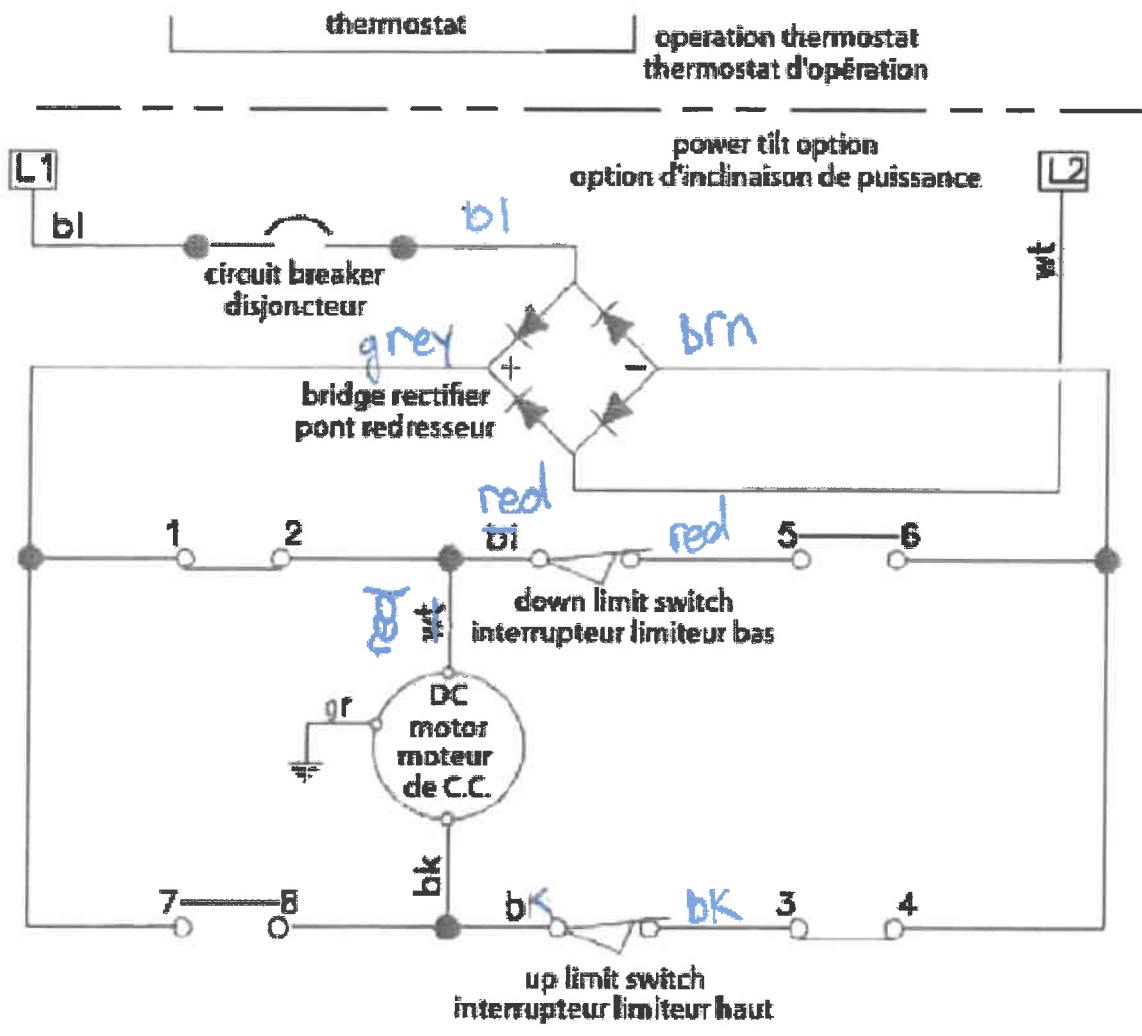 thermostat
operation thermostat
thermostat d'opération
power tilt option
option d'inclinaison de puissance
L1
L2
bl
bl
wt
circuit breaker
disjoncteur
grey
brn
+
-
bridge rectifier
pont redresseur
red
bl
red
1
2
5
6
down limit switch
interrupteur limiteur bas
red
wt
gr
DC
motor
moteur
de C.C.
bk
7
8
bk
bk
3
4
up limit switch
interrupteur limiteur haut